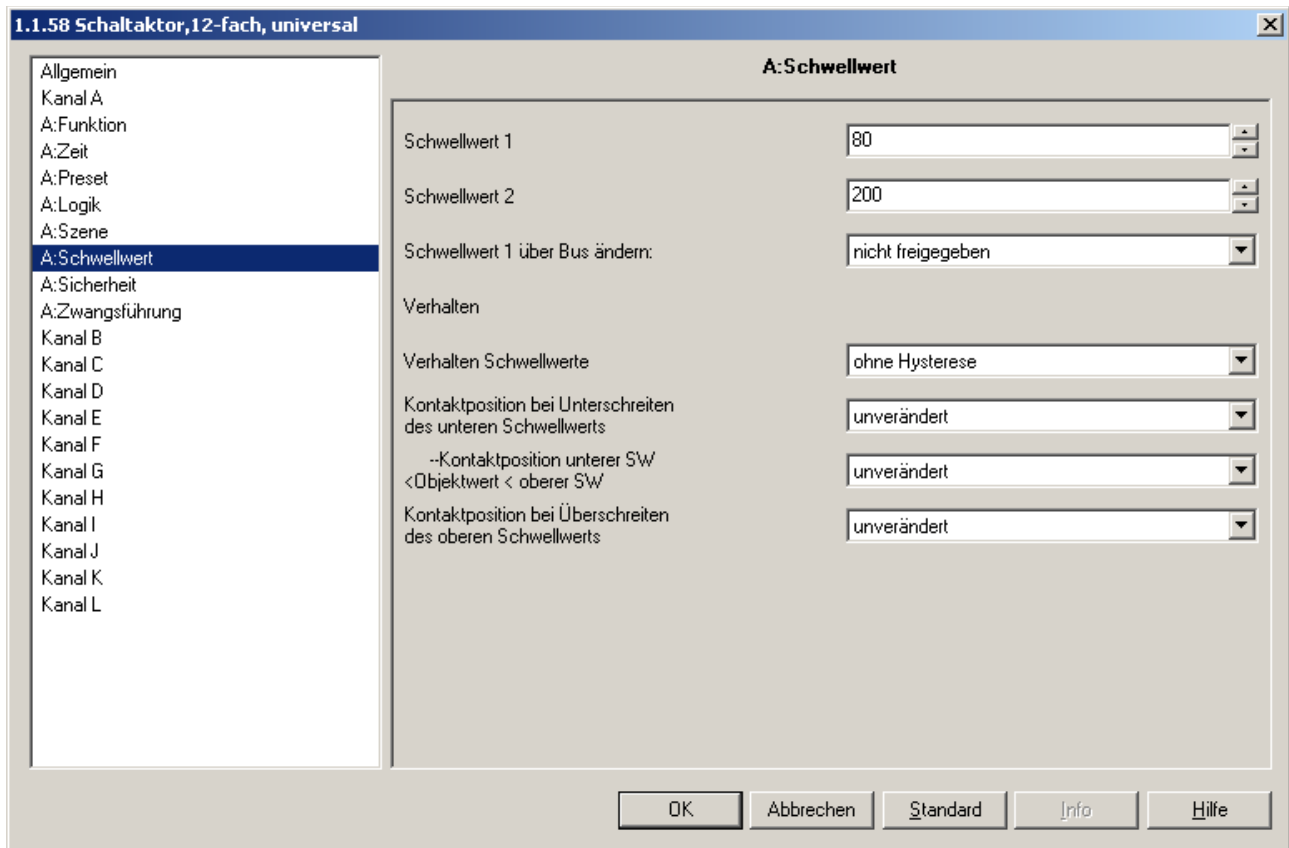 1.1.58 Schaltaktor,12-fach, universal
Allgemein
Kanal A
A:Funktion
A:Zeit
A:Preset
A:Logik
A:Szene
A:Schwellwert
A:Sicherheit
A:Zwangsführung
Kanal B
Kanal C
Kanal D
Kanal E
Kanal F
Kanal G
Kanal H
Kanal I
Kanal J
Kanal K
Kanal L
A:Schwellwert
Schwellwert 1
80
Schwellwert 2
200
Schwellwert 1 über Bus ändern:
nicht freigegeben
Verhalten
Verhalten Schwellwerte
ohne Hysterese
Kontaktposition bei Unterschreiten
des unteren Schwellwerts
unverändert
--Kontaktposition unterer SW
<Objektwert < oberer SW
unverändert
Kontaktposition bei Überschreiten
des oberen Schwellwerts
unverändert
OK
Abbrechen
Standard
Info
Hilfe